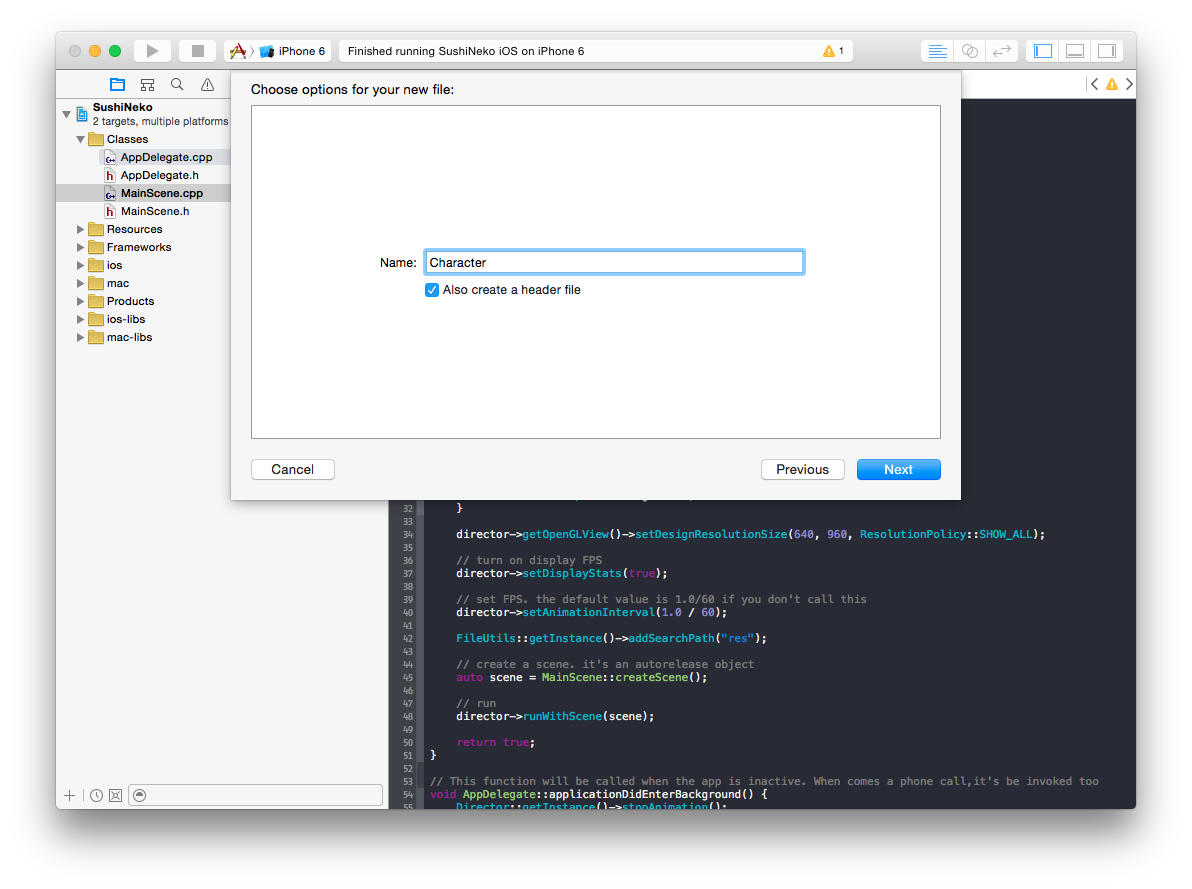 iPhone 6
Finished running SushiNeko iOS on iPhone 6
1
Choose options for your new file:
SushiNeko
2 targets, multiple platforms
Classes
AppDelegate.cpp
AppDelegate.h
MainScene.cpp
MainScene.h
Resources
Frameworks
ios
mac
Products
ios-libs
mac-libs
Name: Character
Also create a header file
Cancel
Previous
Next
32 }
33
34 director->getOpenGLView()->setDesignResolutionSize(640, 960, ResolutionPolicy::SHOW_ALL);
35
36 // turn on display FPS
37 director->setDisplayStats(true);
38
39 // set FPS. the default value is 1.0/60 if you don't call this
40 director->setAnimationInterval(1.0 / 60);
41
42 FileUtils::getInstance()->addSearchPath("res");
43
44 // create a scene. it's an autorelease object
45 auto scene = MainScene::createScene();
46
47 // run
48 director->runWithScene(scene);
49
50 return true;
51 }
52
53 // This function will be called when the app is inactive. When comes a phone call,it's be invoked too
54 void AppDelegate::applicationDidEnterBackground() {
55 Director::getInstance()->stopAnimation();